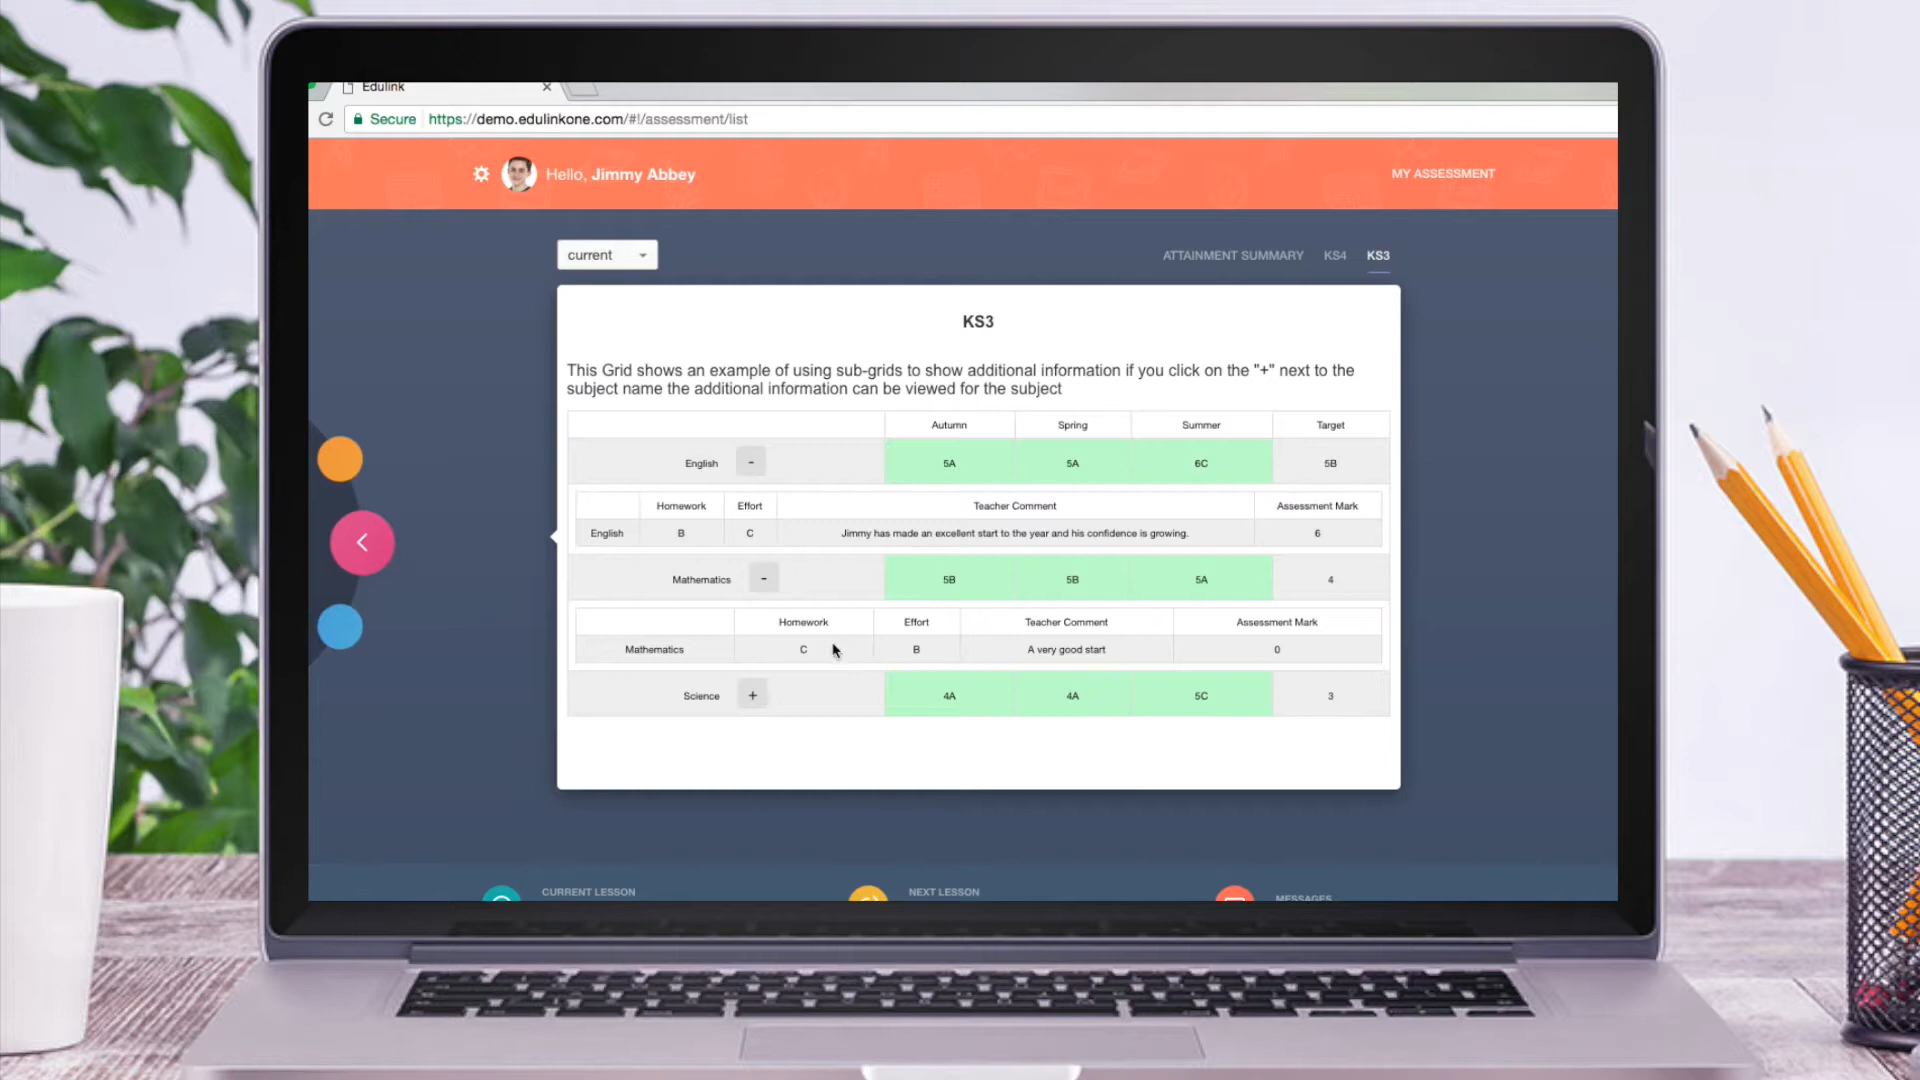 Edulink
Secure https://demo.edulinkone.com/#!/assessment/list
Hello, Jimmy Abbey
MY ASSESSMENT
current
ATTAINMENT SUMMARY KS4 KS3
KS3
This Grid shows an example of using sub-grids to show additional information if you click on the "+" next to the
subject name the additional information can be viewed for the subject
Autumn Spring Summer Target
English - 5A 5A 6C 5B
Homework Effort Teacher Comment Assessment Mark
English B C Jimmy has made an excellent start to the year and his confidence is growing. 6
Mathematics - 5B 5B 5A 4
Homework Effort Teacher Comment Assessment Mark
Mathematics C B A very good start 0
Science + 4A 4A 5C 3
CURRENT LESSON NEXT LESSON MESSAGES